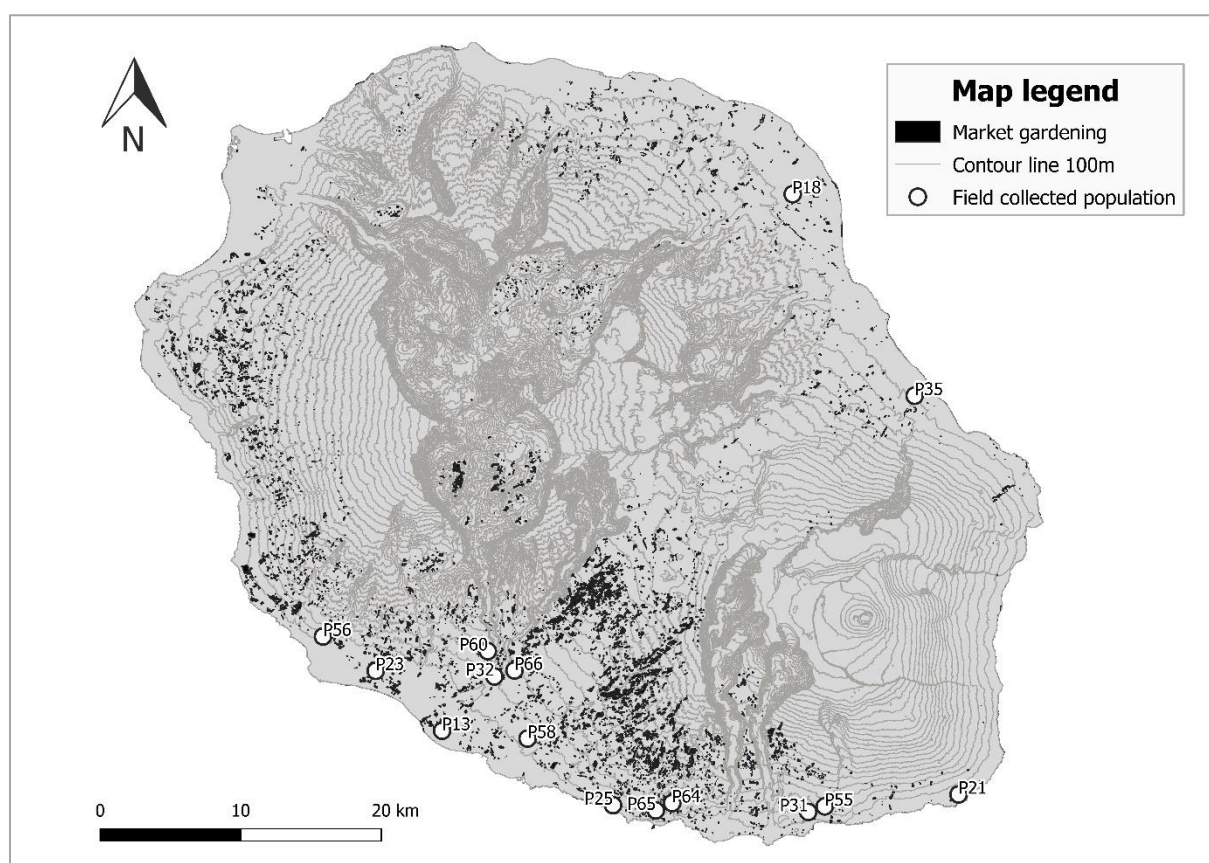 N
Map legend
Market gardening
Contour line 100m
Field collected population
P18
P35
P56
P60
P23
P32
P66
P13
P58
P25
P65
P64
P31
P55
P21
0 10 20 km